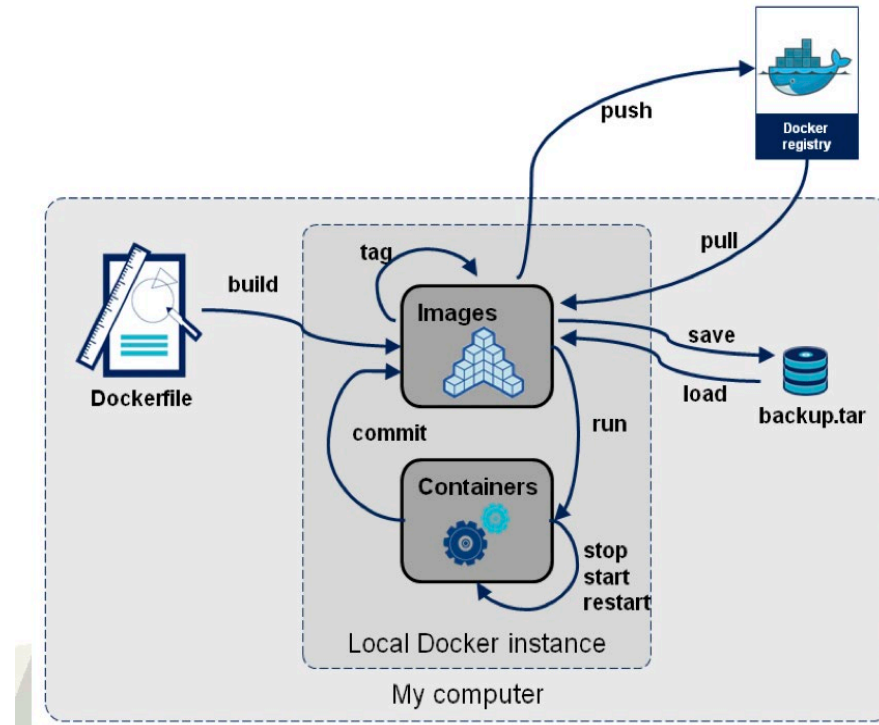 push
Docker
registry
pull
tag
build
Images
save
load
Dockerfile
backup.tar
commit
run
Containers
stop
start
restart
Local Docker instance
My computer